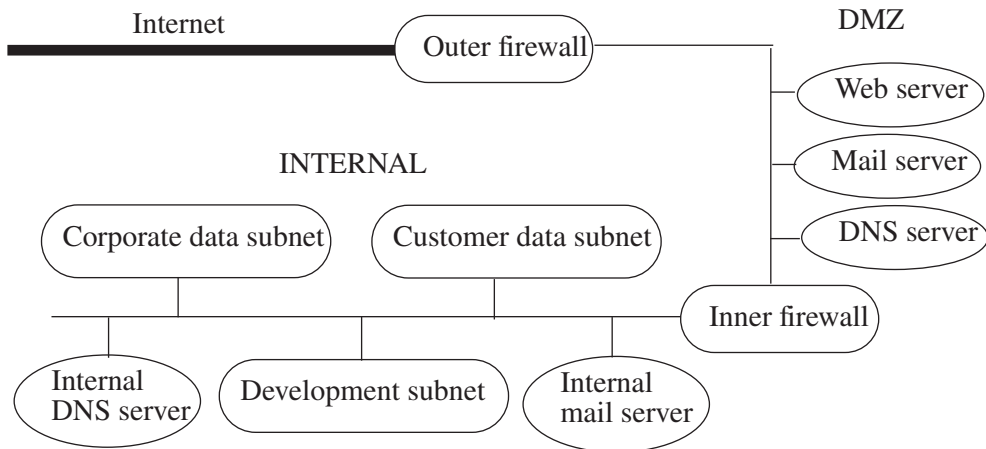 Internet
DMZ
Outer firewall
Web server
Mail server
DNS server
INTERNAL
Corporate data subnet
Customer data subnet
Inner firewall
Internal
DNS server
Development subnet
Internal
mail server